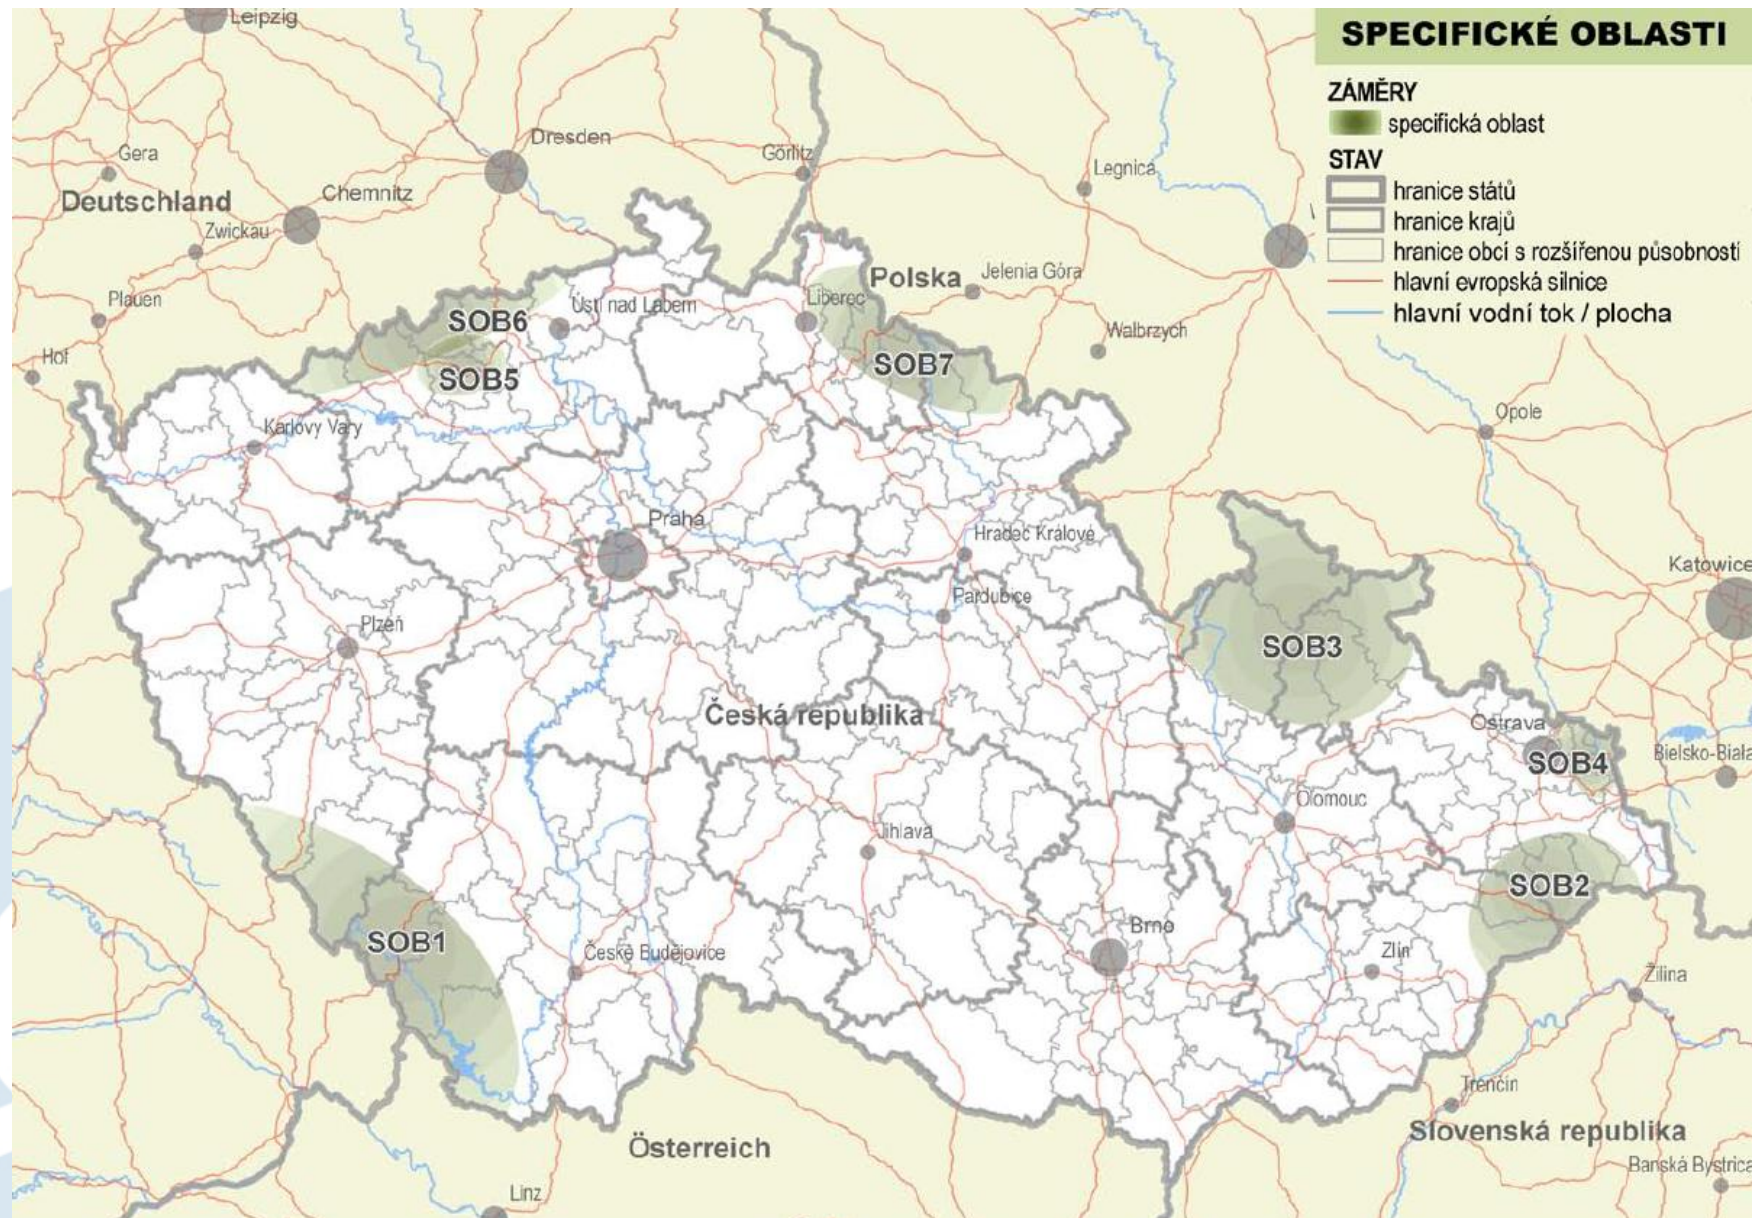 SPECIFICKÉ OBLASTI
ZÁMĚRY
specifická oblast
STAV
hranice států
hranice krajů
hranice obcí s rozšířenou působností
hlavní evropská silnice
hlavní vodní tok / plocha
Leipzig
Dresden
Görlitz
Legnica
Gera
Deutschland
Chemnitz
Zwickau
Polska
Jelenia Góra
Plauen
Ústí nad Labem
Liberec
SOB6
Walbrzych
Hof
SOB7
SOB5
Opole
Karlovy Vary
Praha
Hradec Králové
Katowice
Pardubice
Plzeň
SOB3
Česká republika
Ostrava
Bielsko-Biala
SOB4
Olomouc
Jihlava
SOB2
Brno
SOB1
České Budějovice
Zlín
Žilina
Trenčín
Slovenská republika
Österreich
Banská Bystrica
Linz